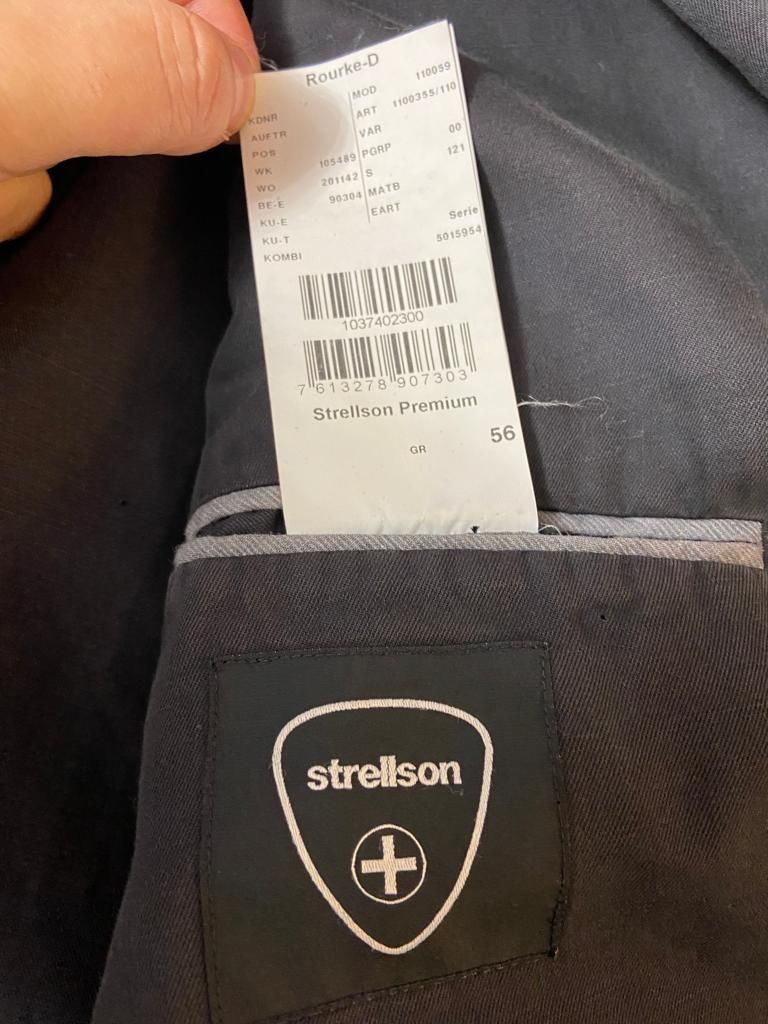 Rourke-D
KDNR MOD 110059
AUFTR ART 1100355/110
POS VAR 00
WK 105489 PGRP 121
WO 201142 S
BE-E 90304 MATB
KU-E EART Serie
KU-T 5015954
KOMBI
1037402300
7 613278 907303
Strellson Premium
GR 56
strellson